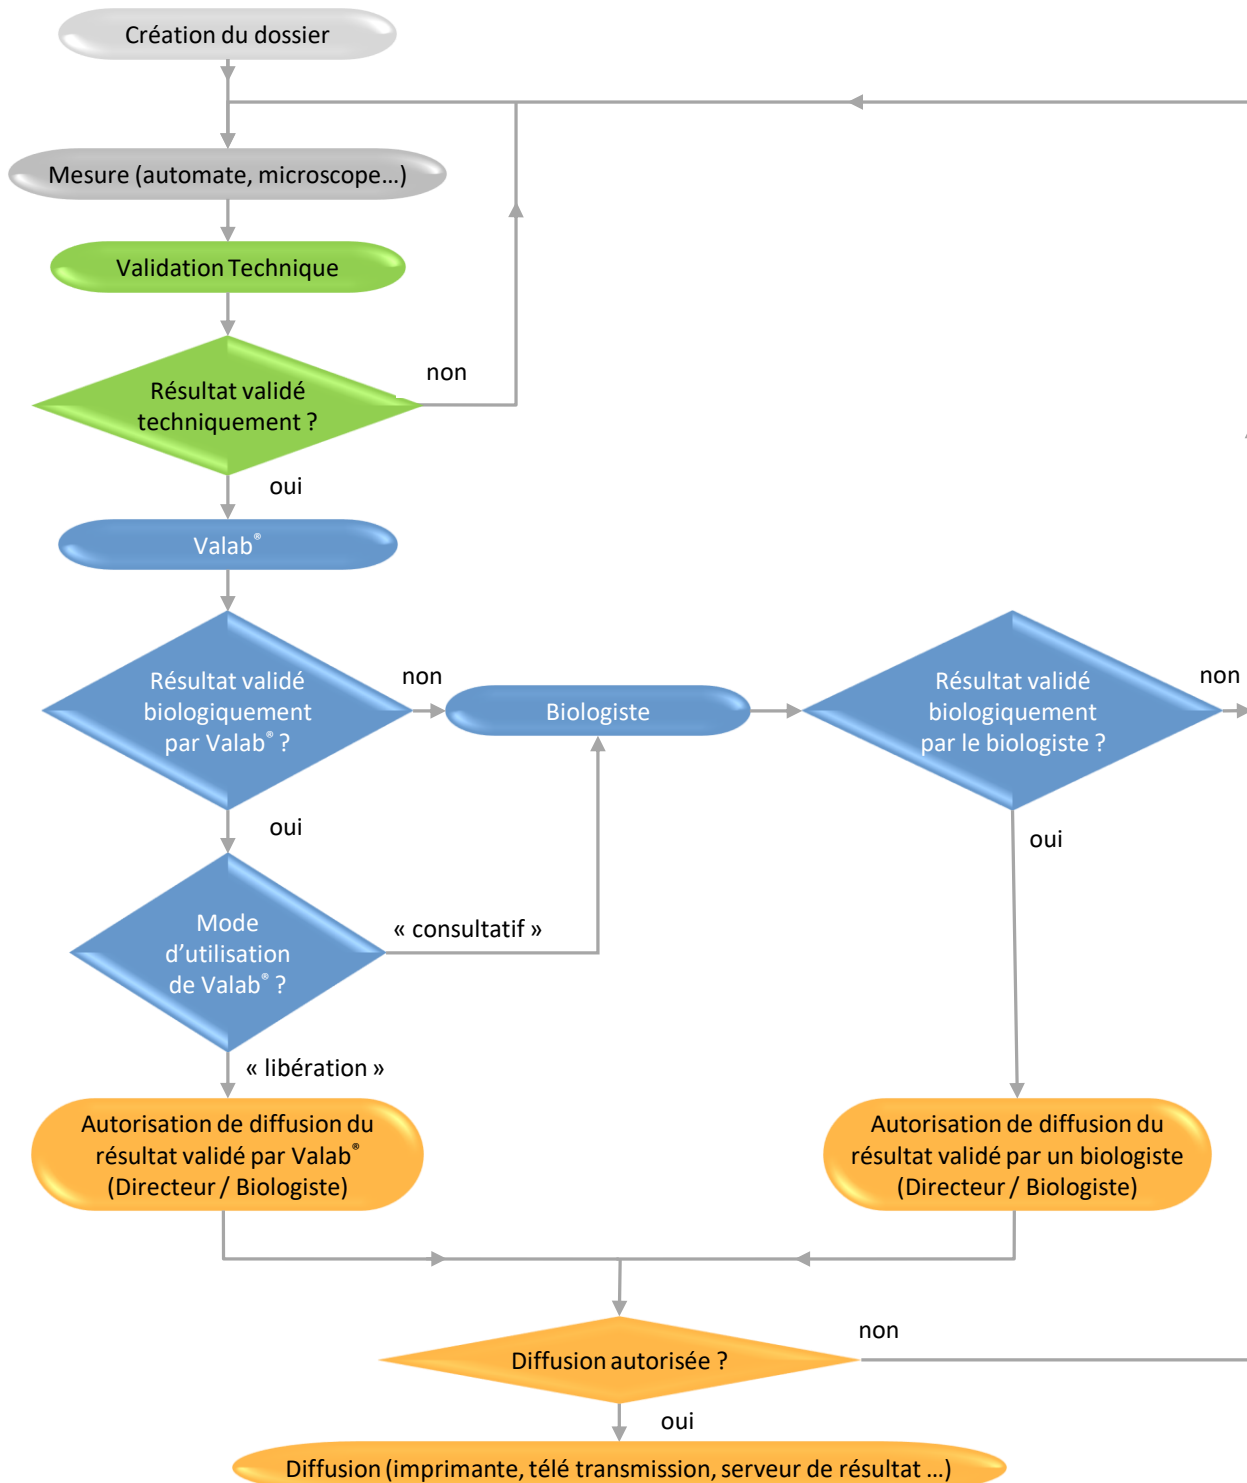 Création du dossier
Mesure (automate, microscope…)
Validation Technique
Résultat validé
techniquement ?
non
oui
Valab®
Résultat validé
biologiquement
par Valab® ?
non
Biologiste
Résultat validé
biologiquement
par le biologiste ?
non
oui
oui
Mode
d’utilisation
de Valab® ?
« consultatif »
« libération »
Autorisation de diffusion du
résultat validé par Valab®
(Directeur / Biologiste)
Autorisation de diffusion du
résultat validé par un biologiste
(Directeur / Biologiste)
Diffusion autorisée ?
non
oui
Diffusion (imprimante, télé transmission, serveur de résultat …)